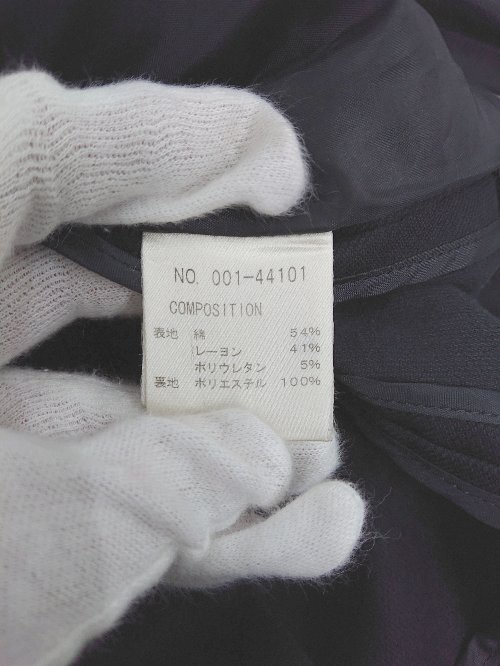 NO. 001-44101
COMPOSITION
表地 綿 54%
レーヨン 41%
ポリウレタン 5%
裏地 ポリエステル 100%